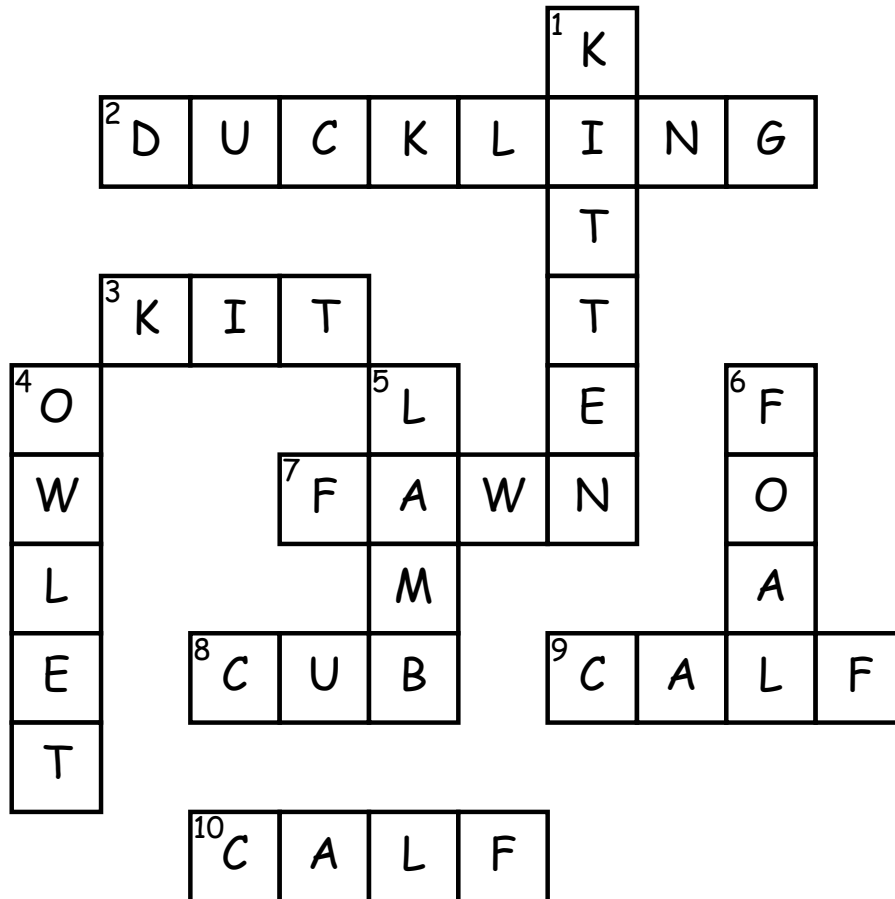 1 K
2 D U C K L I N G
T
3 K I T T
4 O 5 L E 6 F
W 7 F A W N O
L M A
E 8 C U B 9 C A L F
T
10 C A L F